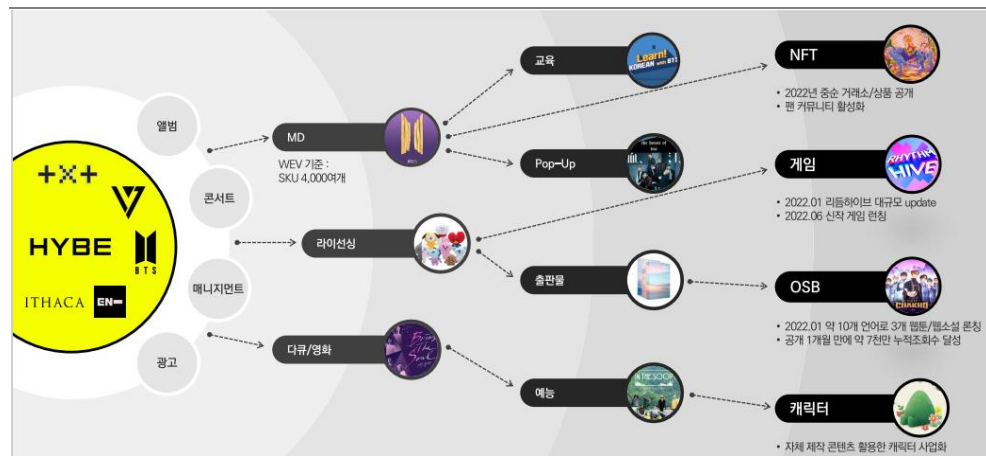 앨범
콘서트
매니지먼트
광고
HYBE
BTS
ITHACA
EN-
MD
WEV 기준 :
SKU 4,000여개
라이선싱
다큐/영화
교육
Learn!
KOREAN with BTS
Pop-Up
출판물
예능
IN THE SOOP
NFT
• 2022년 중순 거래소/상품 공개
• 팬 커뮤니티 활성화
게임
RHYTHM
HIVE
• 2022.01 리듬하이브 대규모 update
• 2022.06 신작 게임 런칭
OSB
CHAKHO
• 2022.01 약 10개 언어로 3개 웹툰/웹소설 론칭
• 공개 1개월 만에 약 7천만 누적조회수 달성
캐릭터
• 자체 제작 콘텐츠 활용한 캐릭터 사업화